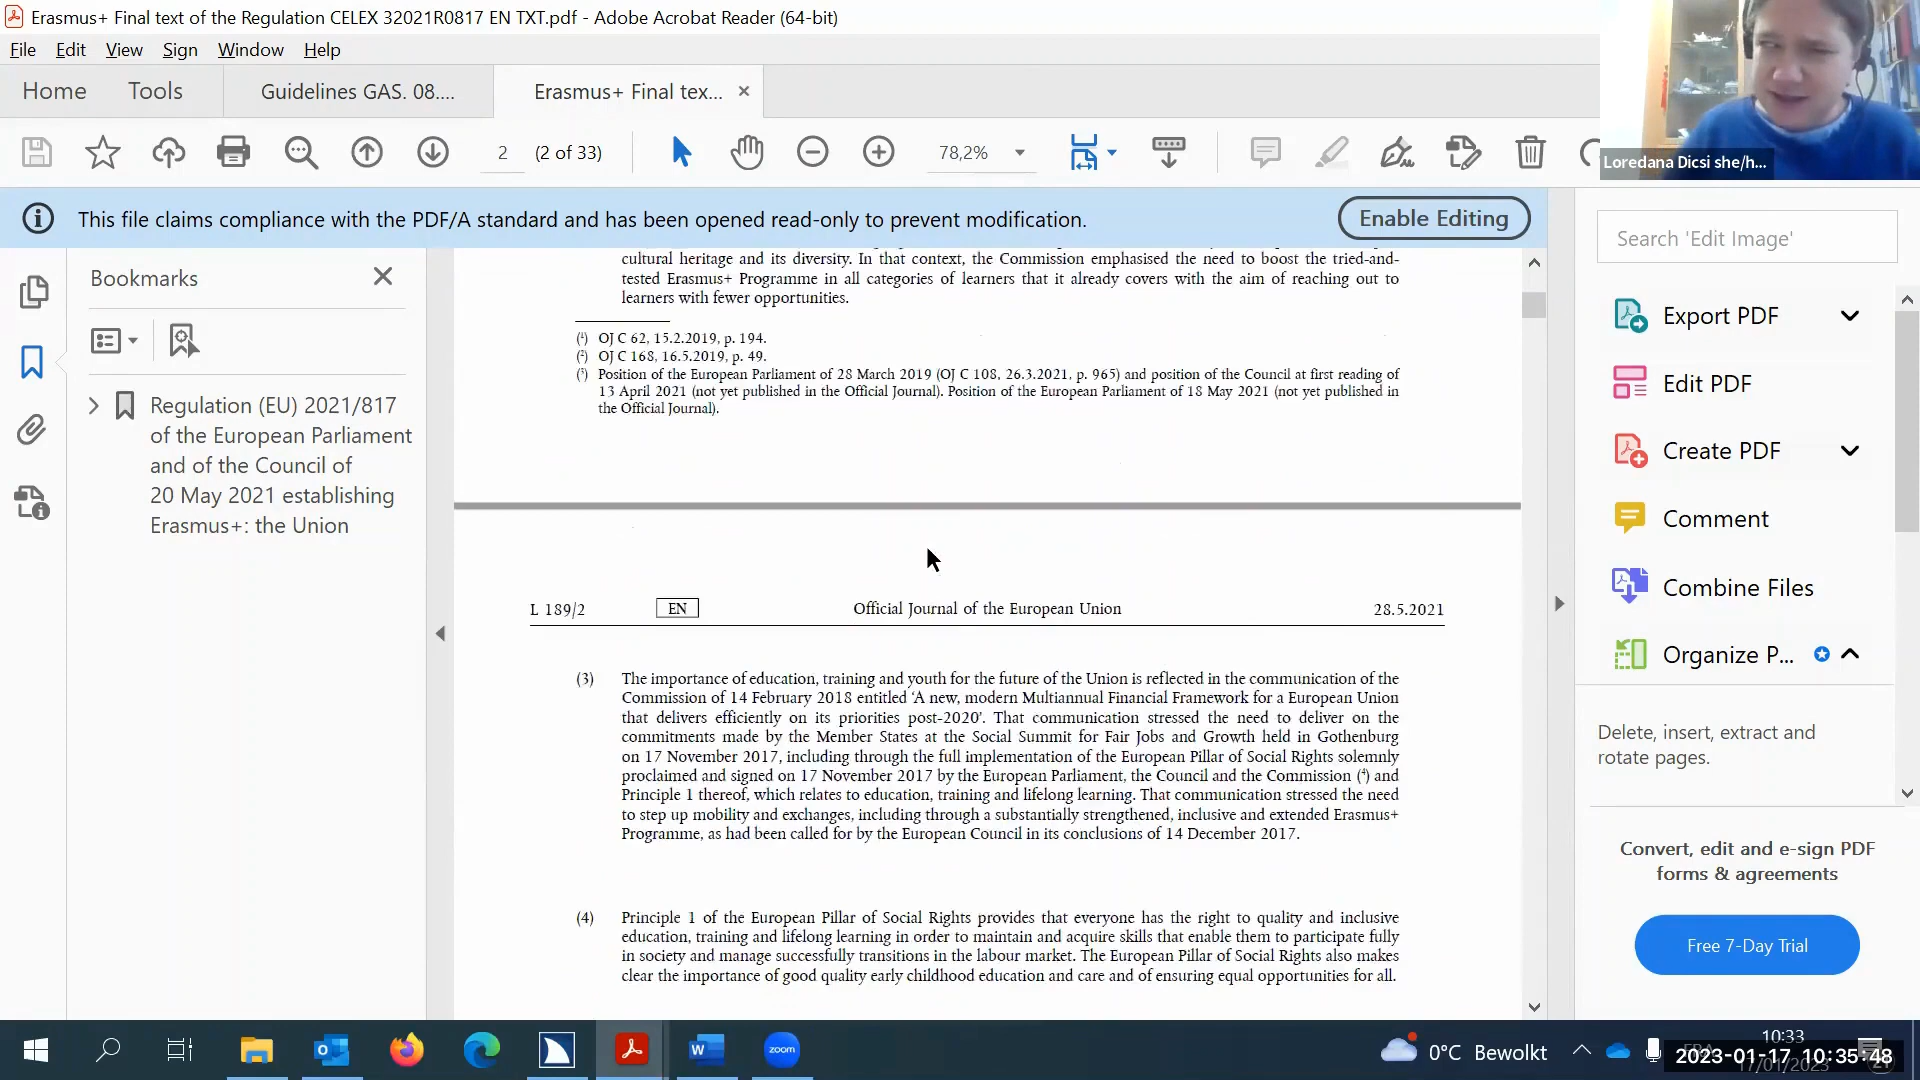 Erasmus+ Final text of the Regulation CELEX 32021R0817 EN TXT.pdf - Adobe Acrobat Reader (64-bit)
File Edit View Sign Window Help
Home Tools Guidelines GAS. 08.... Erasmus+ Final tex...
2 (2 of 33) 78,2%
Loredana Dicsi she/h...
This file claims compliance with the PDF/A standard and has been opened read-only to prevent modification. Enable Editing
Bookmarks
Regulation (EU) 2021/817
of the European Parliament
and of the Council of
20 May 2021 establishing
Erasmus+: the Union
cultural heritage and its diversity. In that context, the Commission emphasised the need to boost the tried-and-
tested Erasmus+ Programme in all categories of learners that it already covers with the aim of reaching out to
learners with fewer opportunities.
(1) OJ C 62, 15.2.2019, p. 194.
(2) OJ C 168, 16.5.2019, p. 49.
(3) Position of the European Parliament of 28 March 2019 (OJ C 108, 26.3.2021, p. 965) and position of the Council at first reading of
13 April 2021 (not yet published in the Official Journal). Position of the European Parliament of 18 May 2021 (not yet published in
the Official Journal).
L 189/2 EN Official Journal of the European Union 28.5.2021
(3) The importance of education, training and youth for the future of the Union is reflected in the communication of the
Commission of 14 February 2018 entitled ‘A new, modern Multiannual Financial Framework for a European Union
that delivers efficiently on its priorities post-2020’. That communication stressed the need to deliver on the
commitments made by the Member States at the Social Summit for Fair Jobs and Growth held in Gothenburg
on 17 November 2017, including through the full implementation of the European Pillar of Social Rights solemnly
proclaimed and signed on 17 November 2017 by the European Parliament, the Council and the Commission (4) and
Principle 1 thereof, which relates to education, training and lifelong learning. That communication stressed the need
to step up mobility and exchanges, including through a substantially strengthened, inclusive and extended Erasmus+
Programme, as had been called for by the European Council in its conclusions of 14 December 2017.
(4) Principle 1 of the European Pillar of Social Rights provides that everyone has the right to quality and inclusive
education, training and lifelong learning in order to maintain and acquire skills that enable them to participate fully
in society and manage successfully transitions in the labour market. The European Pillar of Social Rights also makes
clear the importance of good quality early childhood education and care and of ensuring equal opportunities for all.
Search 'Edit Image'
Export PDF
Edit PDF
Create PDF
Comment
Combine Files
Organize P...
Delete, insert, extract and
rotate pages.
Convert, edit and e-sign PDF
forms & agreements
Free 7-Day Trial
zoom
0°C Bewolkt
10:33
2023-01-17 10:35:48
17/01/2023